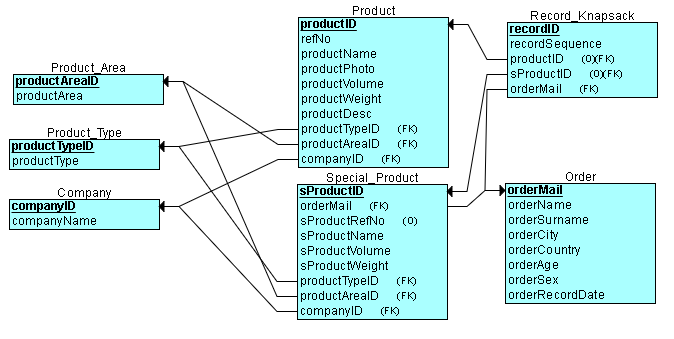 Product_Area
productAreaID
productArea
Product_Type
productTypeID
productType
Company
companyID
companyName
Product
productID
refNo
productName
productPhoto
productVolume
productWeight
productDesc
productTypeID (FK)
productAreaID (FK)
companyID (FK)
Special_Product
sProductID
orderMail (FK)
sProductRefNo (O)
sProductName
sProductVolume
sProductWeight
productTypeID (FK)
productAreaID (FK)
companyID (FK)
Record_Knapsack
recordID
recordSequence
productID (O)(FK)
sProductID (O)(FK)
orderMail (FK)
Order
orderMail
orderName
orderSurname
orderCity
orderCountry
orderAge
orderSex
orderRecordDate